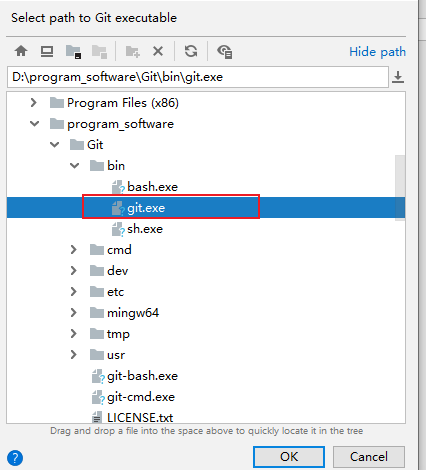 Select path to Git executable
Hide path
D:\program_software\Git\bin\git.exe
Program Files (x86)
program_software
Git
bin
bash.exe
git.exe
sh.exe
cmd
dev
etc
mingw64
tmp
usr
git-bash.exe
git-cmd.exe
LICENSE.txt
Drag and drop a file into the space above to quickly locate it in the tree
?
OK
Cancel